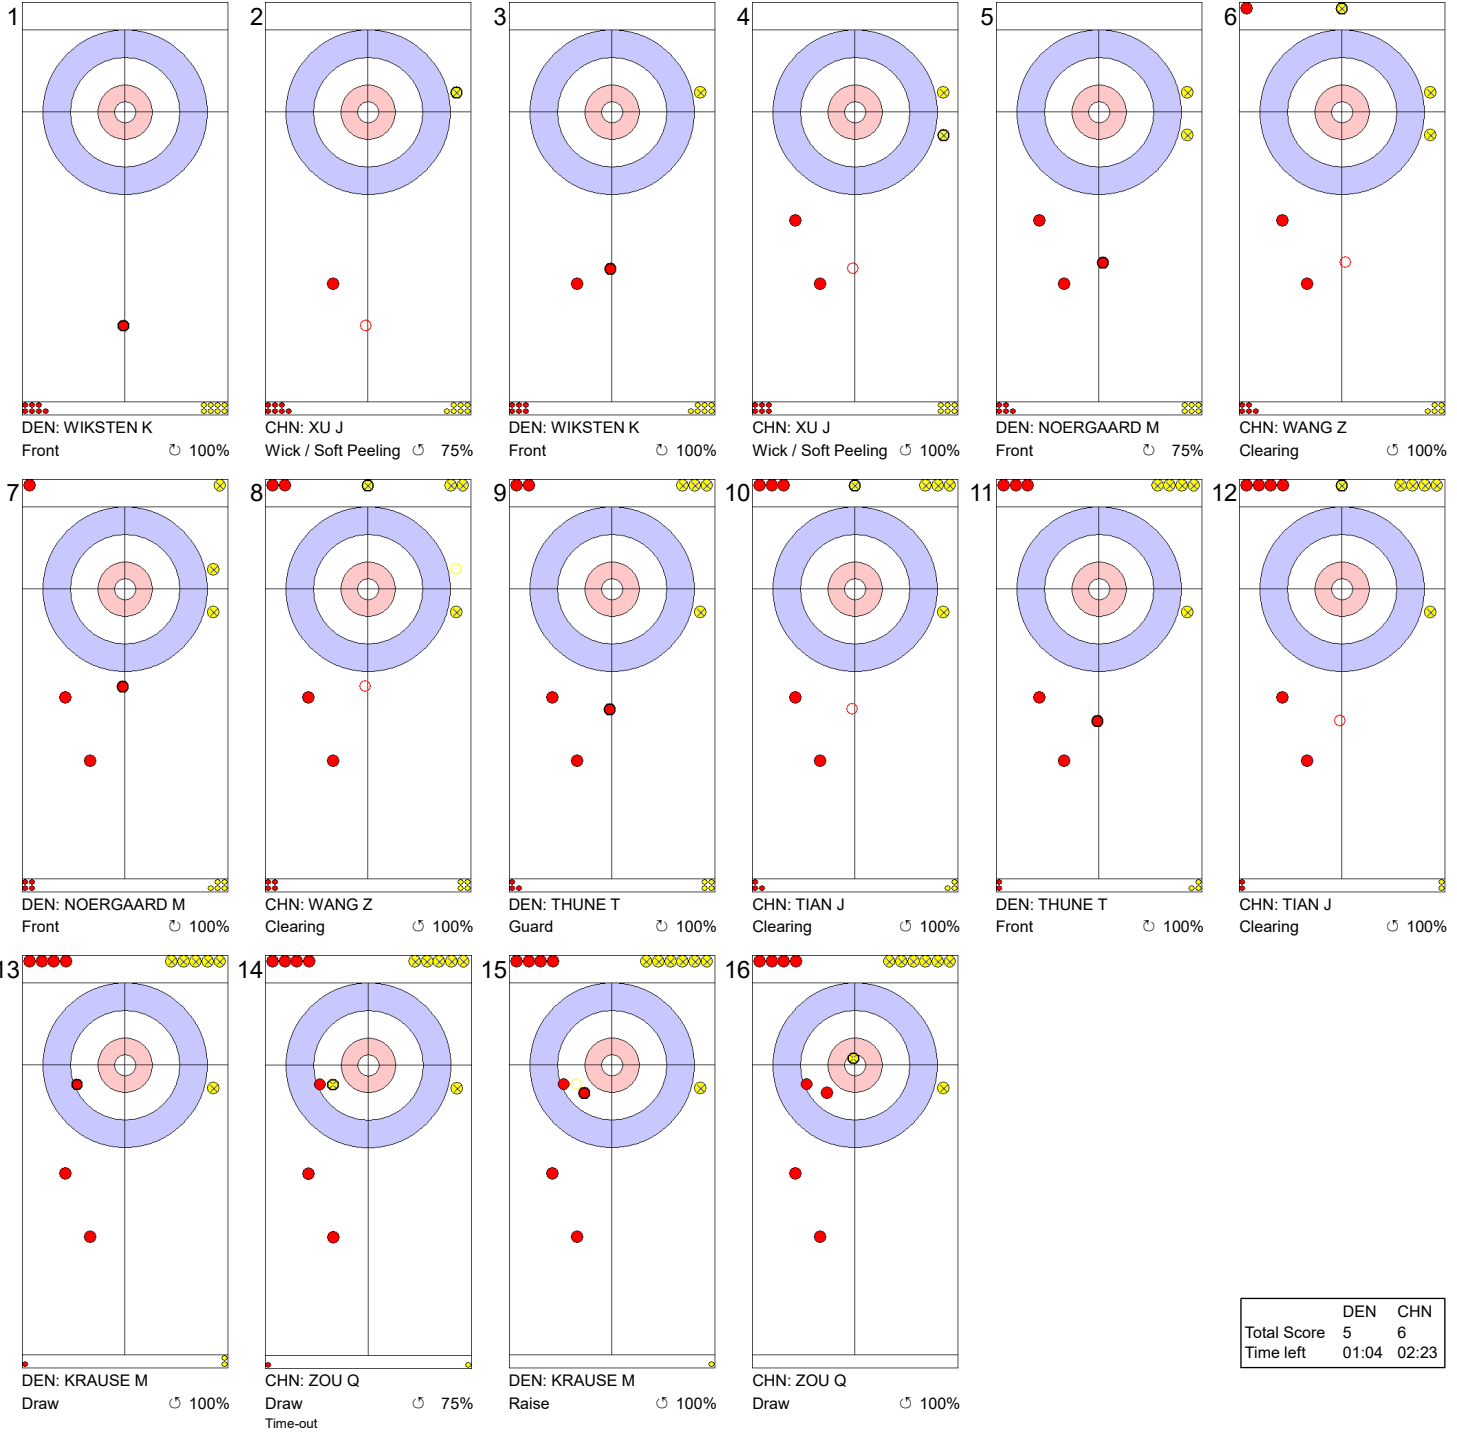 1 2 3 4 5 6
DEN: WIKSTEN K CHN: XU J DEN: WIKSTEN K CHN: XU J DEN: NOERGAARD M CHN: WANG Z
Front ↻ 100% Wick / Soft Peeling ↺ 75% Front ↻ 100% Wick / Soft Peeling ↺ 100% Front ↻ 75% Clearing ↺ 100%
7 8 9 10 11 12
DEN: NOERGAARD M CHN: WANG Z DEN: THUNE T CHN: TIAN J DEN: THUNE T CHN: TIAN J
Front ↻ 100% Clearing ↺ 100% Guard ↻ 100% Clearing ↺ 100% Front ↻ 100% Clearing ↺ 100%
13 14 15 16
DEN: KRAUSE M CHN: ZOU Q DEN: KRAUSE M CHN: ZOU Q
Draw ↺ 100% Draw ↺ 75% Raise ↺ 100% Draw ↺ 100%
Time-out
DEN CHN
Total Score 5 6
Time left 01:04 02:23